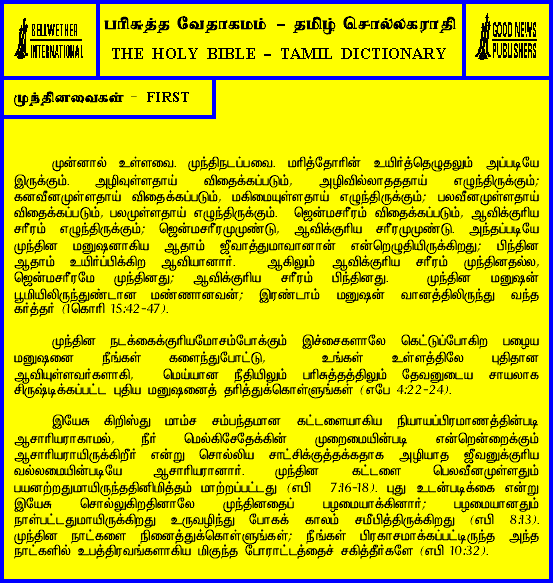 BELLWETHER
INTERNATIONAL
பரிசுத்த வேதாகமம் – தமிழ் சொல்லகராதி
THE HOLY BIBLE – TAMIL DICTIONARY
GOOD NEWS
PUBLISHERS
முந்தினவைகள் – FIRST
முன்னால் உள்ளவை. முந்திநடப்பவை. மரித்தோரின் உயிர்த்தெழுதலும் அப்படியே
இருக்கும். அழிவுள்ளதாய் விதைக்கப்படும், அழிவில்லாததாய் எழுந்திருக்கும்;
கனவீனமுள்ளதாய் விதைக்கப்படும், மகிமையுள்ளதாய் எழுந்திருக்கும்; பலவீனமுள்ளதாய்
விதைக்கப்படும், பலமுள்ளதாய் எழுந்திருக்கும். ஜென்மசரீரம் விதைக்கப்படும், ஆவிக்குரிய
சரீரம் எழுந்திருக்கும்; ஜென்மசரீரமுமுண்டு, ஆவிக்குரிய சரீரமுமுண்டு. அந்தப்படியே
முந்தின மனுஷனாகிய ஆதாம் ஜீவாத்துமாவானான் என்றெழுதியிருக்கிறது; பிந்தின
ஆதாம் உயிர்ப்பிக்கிற ஆவியானார். ஆகிலும் ஆவிக்குரிய சரீரம் முந்தினதல்ல,
ஜென்மசரீரமே முந்தினது; ஆவிக்குரிய சரீரம் பிந்தினது. முந்தின மனுஷன்
பூமியிலிருந்துண்டான மண்ணானவன்; இரண்டாம் மனுஷன் வானத்திலிருந்து வந்த
கர்த்தர் (1கொரி 15:42-47).
முந்தின நடக்கைக்குரியமோசம்போக்கும் இச்சைகளாலே கெட்டுப்போகிற பழைய
மனுஷனை நீங்கள் களைந்துபோட்டு, உங்கள் உள்ளத்திலே புதிதான
ஆவியுள்ளவர்களாகி, மெய்யான நீதியிலும் பரிசுத்தத்திலும் தேவனுடைய சாயலாக
சிருஷ்டிக்கப்பட்ட புதிய மனுஷனைத் தரித்துக்கொள்ளுங்கள் (எபே 4:22-24).
இயேசு கிறிஸ்து மாம்ச சம்பந்தமான கட்டளையாகிய நியாயப்பிரமாணத்தின்படி
ஆசாரியராகாமல், நீர் மெல்கிசேதேக்கின் முறைமையின்படி என்றென்றைக்கும்
ஆசாரியராயிருக்கிறீர் என்று சொல்லிய சாட்சிக்குத்தக்கதாக அழியாத ஜீவனுக்குரிய
வல்லமையின்படியே ஆசாரியரானார். முந்தின கட்டளை பெலவீனமுள்ளதும்
பயனற்றதுமாயிருந்ததினிமித்தம் மாற்றப்பட்டது (எபி 7:16-18). புது உடன்படிக்கை என்று
இயேசு சொல்லுகிறதினாலே முந்தினதைப் பழமையாக்கினார்; பழமையானதும்
நாள்பட்டதுமாயிருக்கிறது உருவழிந்து போகக் காலம் சமீபித்திருக்கிறது (எபி 8:13).
முந்தின நாட்களை நினைத்துக்கொள்ளுங்கள்; நீங்கள் பிரகாசமாக்கப்பட்டிருந்த அந்த
நாட்களில் உபத்திரவங்களாகிய மிகுந்த போராட்டத்தைச் சகித்தீர்களே (எபி 10:32).